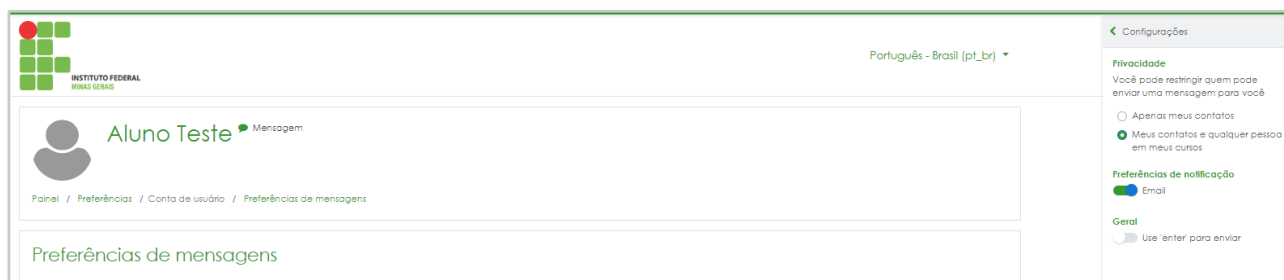 INSTITUTO FEDERAL
MINAS GERAIS
Português - Brasil (pt_br)
Aluno Teste Mensagem
Painel / Preferências / Conta de usuário / Preferências de mensagens
Preferências de mensagens
Configurações
Privacidade
Você pode restringir quem pode
enviar uma mensagem para você
Apenas meus contatos
Meus contatos e qualquer pessoa
em meus cursos
Preferências de notificação
Email
Geral
Use 'enter' para enviar